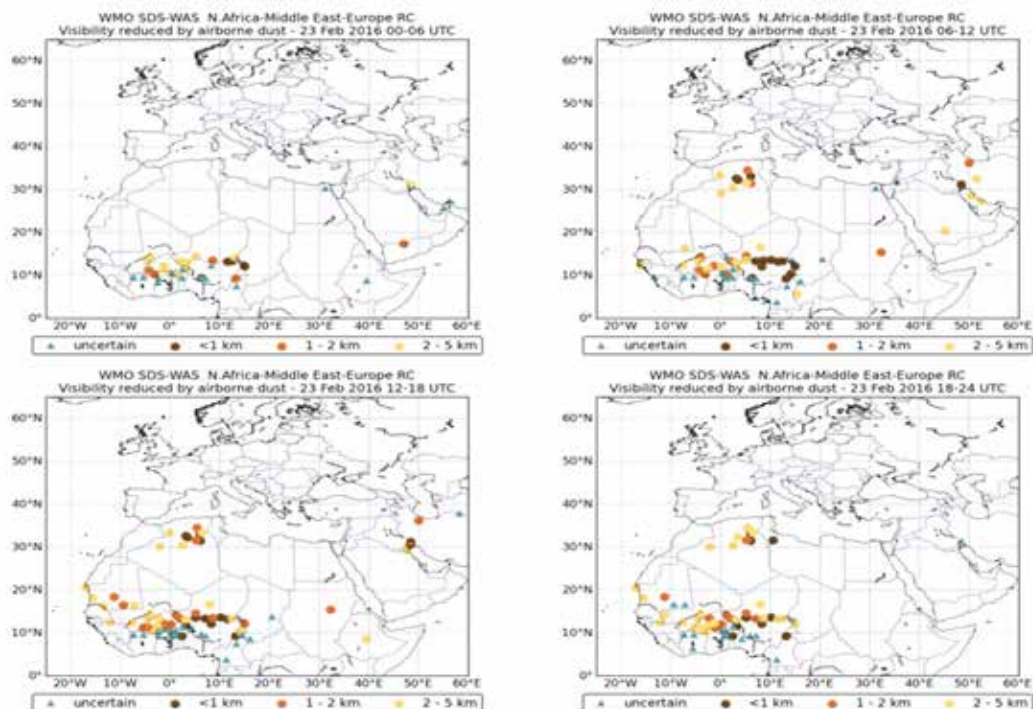 WMO SDS-WAS N.Africa-Middle East-Europe RC
Visibility reduced by airborne dust - 23 Feb 2016 00-06 UTC
60°N
50°N
40°N
30°N
20°N
10°N
0°
20°W 10°W 0° 10°E 20°E 30°E 40°E 50°E 60°E
uncertain <1 km 1 - 2 km 2 - 5 km
WMO SDS-WAS N.Africa-Middle East-Europe RC
Visibility reduced by airborne dust - 23 Feb 2016 06-12 UTC
60°N
50°N
40°N
30°N
20°N
10°N
0°
20°W 10°W 0° 10°E 20°E 30°E 40°E 50°E 60°E
uncertain <1 km 1 - 2 km 2 - 5 km
WMO SDS-WAS N.Africa-Middle East-Europe RC
Visibility reduced by airborne dust - 23 Feb 2016 12-18 UTC
60°N
50°N
40°N
30°N
20°N
10°N
0°
20°W 10°W 0° 10°E 20°E 30°E 40°E 50°E 60°E
uncertain <1 km 1 - 2 km 2 - 5 km
WMO SDS-WAS N.Africa-Middle East-Europe RC
Visibility reduced by airborne dust - 23 Feb 2016 18-24 UTC
60°N
50°N
40°N
30°N
20°N
10°N
0°
20°W 10°W 0° 10°E 20°E 30°E 40°E 50°E 60°E
uncertain <1 km 1 - 2 km 2 - 5 km